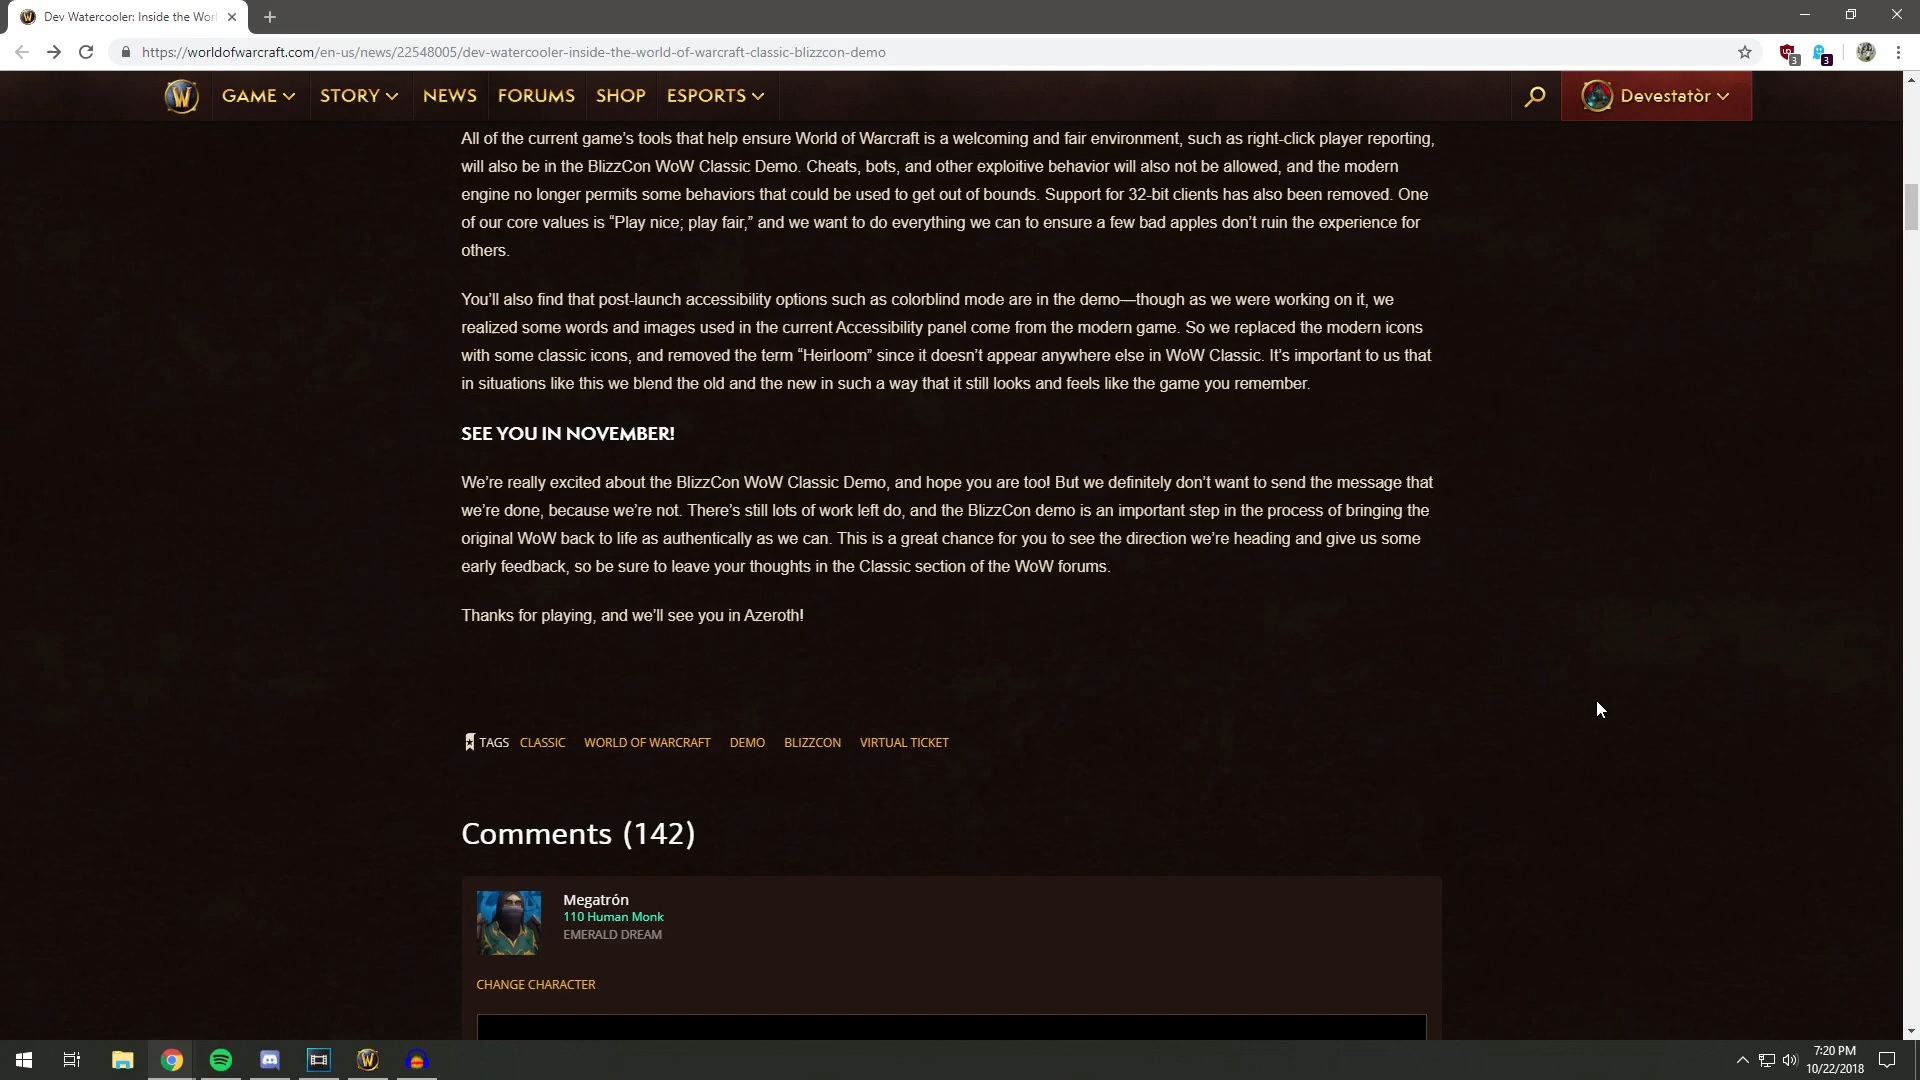 Dev Watercooler: Inside the Worl
https://worldofwarcraft.com/en-us/news/22548005/dev-watercooler-inside-the-world-of-warcraft-classic-blizzcon-demo
3
3
W
GAME STORY NEWS FORUMS SHOP ESPORTS
Devestatòr
All of the current game’s tools that help ensure World of Warcraft is a welcoming and fair environment, such as right-click player reporting,
will also be in the BlizzCon WoW Classic Demo. Cheats, bots, and other exploitive behavior will also not be allowed, and the modern
engine no longer permits some behaviors that could be used to get out of bounds. Support for 32-bit clients has also been removed. One
of our core values is “Play nice; play fair,” and we want to do everything we can to ensure a few bad apples don’t ruin the experience for
others.
You’ll also find that post-launch accessibility options such as colorblind mode are in the demo—though as we were working on it, we
realized some words and images used in the current Accessibility panel come from the modern game. So we replaced the modern icons
with some classic icons, and removed the term “Heirloom” since it doesn’t appear anywhere else in WoW Classic. It’s important to us that
in situations like this we blend the old and the new in such a way that it still looks and feels like the game you remember.
SEE YOU IN NOVEMBER!
We’re really excited about the BlizzCon WoW Classic Demo, and hope you are too! But we definitely don’t want to send the message that
we’re done, because we’re not. There’s still lots of work left do, and the BlizzCon demo is an important step in the process of bringing the
original WoW back to life as authentically as we can. This is a great chance for you to see the direction we’re heading and give us some
early feedback, so be sure to leave your thoughts in the Classic section of the WoW forums.
Thanks for playing, and we’ll see you in Azeroth!
TAGS CLASSIC WORLD OF WARCRAFT DEMO BLIZZCON VIRTUAL TICKET
Comments (142)
Megatrón
110 Human Monk
EMERALD DREAM
CHANGE CHARACTER
7:20 PM
10/22/2018